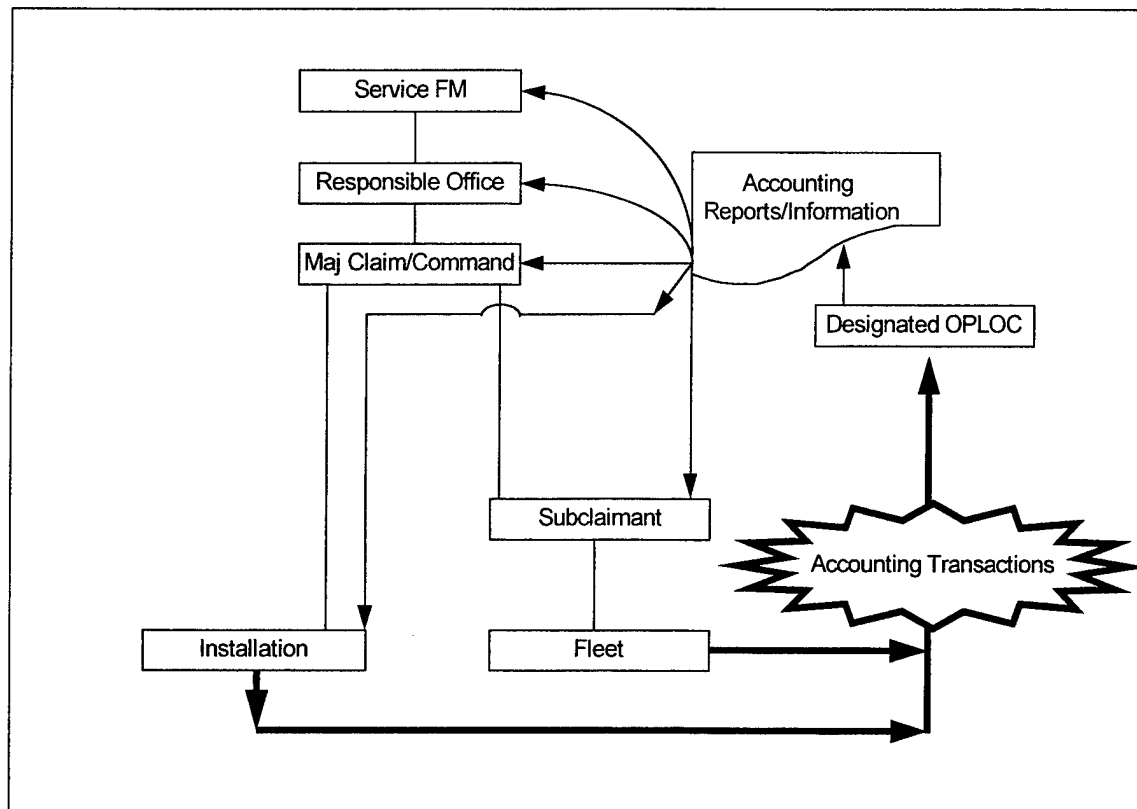 Service FM
Responsible Office
Accounting
Reports/Information
Maj Claim/Command
Designated OPLOC
Subclaimant
Accounting Transactions
Installation
Fleet